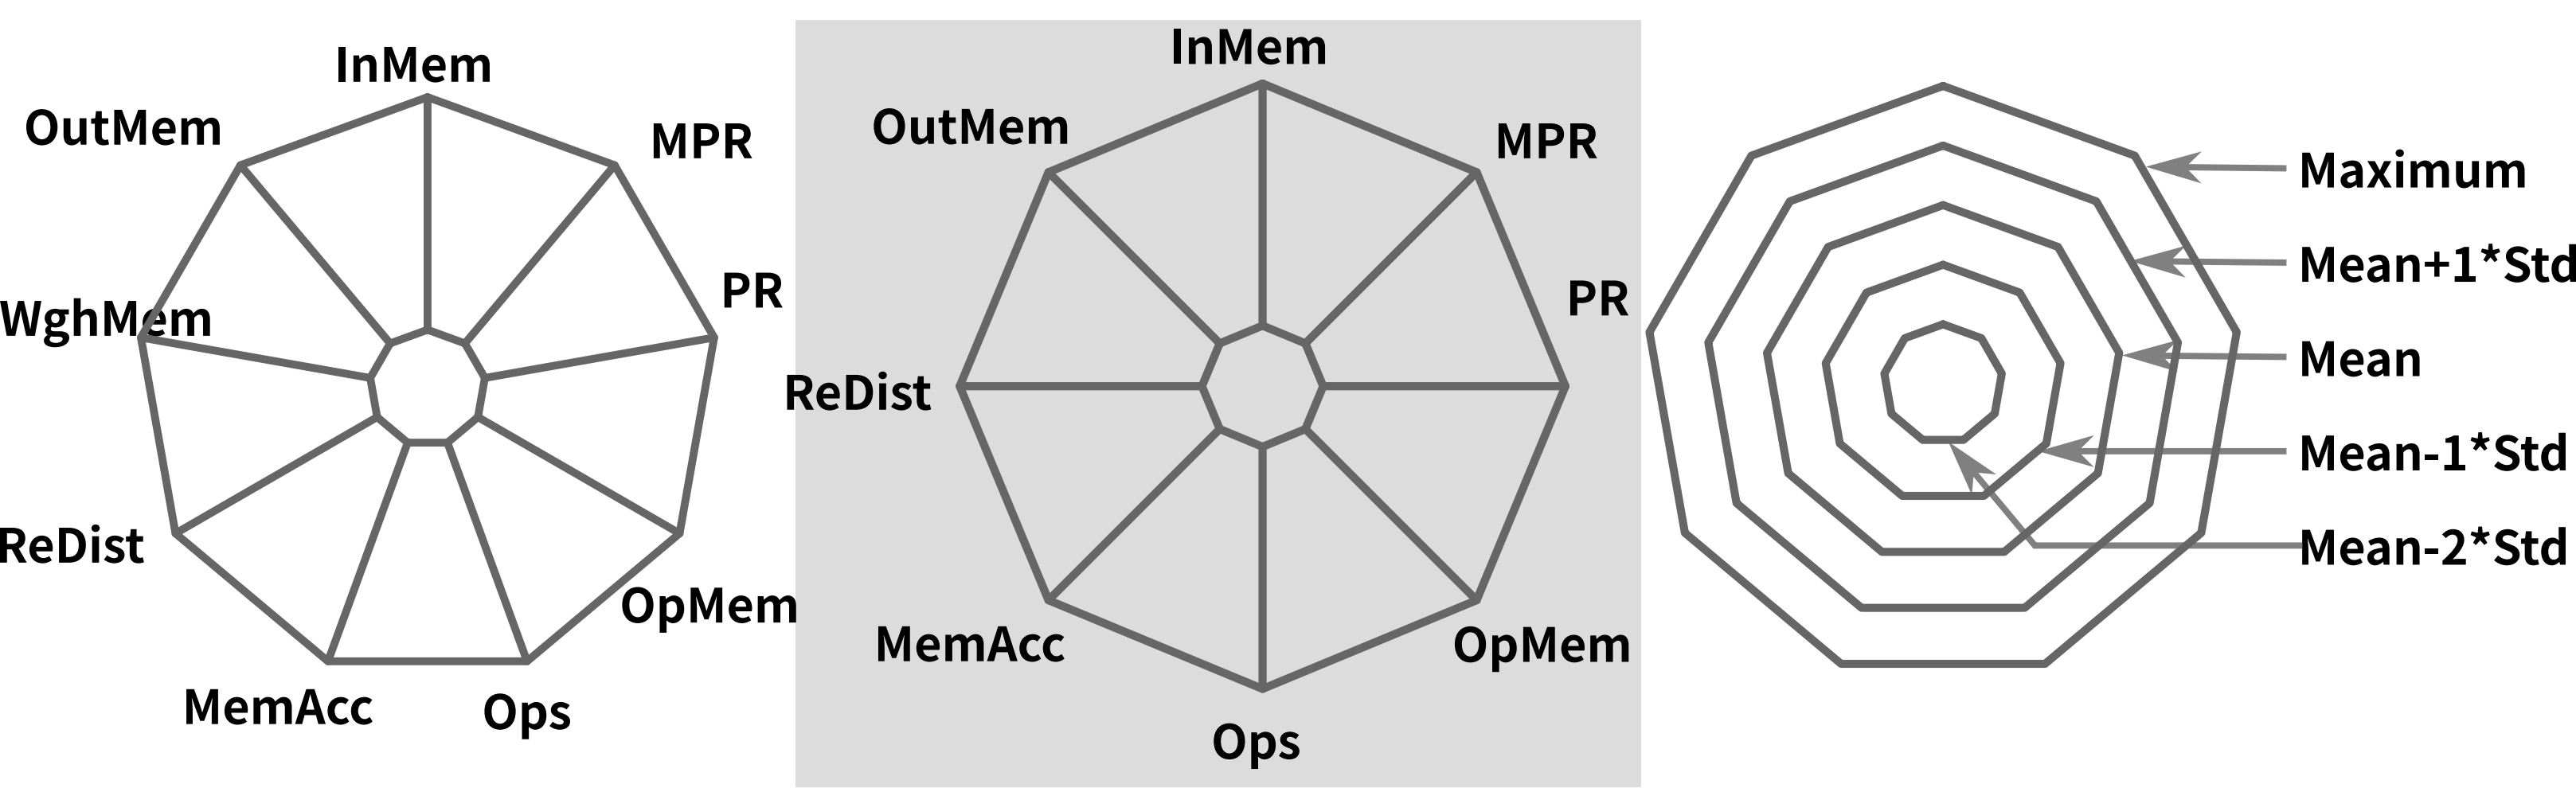 InMem
OutMem
MPR
WghMem
PR
ReDist
OpMem
MemAcc
Ops
InMem
OutMem
MPR
PR
ReDist
MemAcc
OpMem
Ops
Maximum
Mean+1*Std
Mean
Mean-1*Std
Mean-2*Std